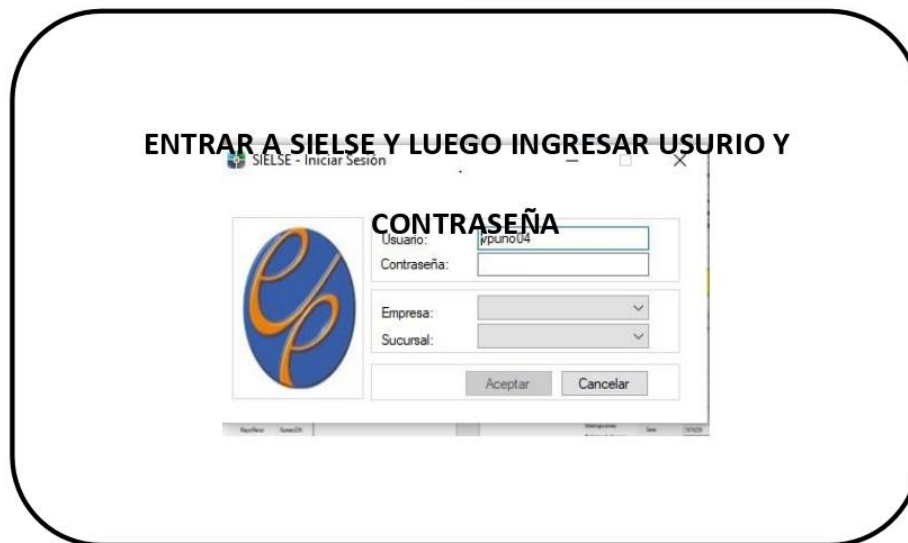 ENTRAR A SIELSE Y LUEGO INGRESAR USURIO Y
SIELSE - Iniciar Sesión
CONTRASEÑA
Usuario: vpuno04
Contraseña:
Empresa:
Sucursal:
Aceptar Cancelar